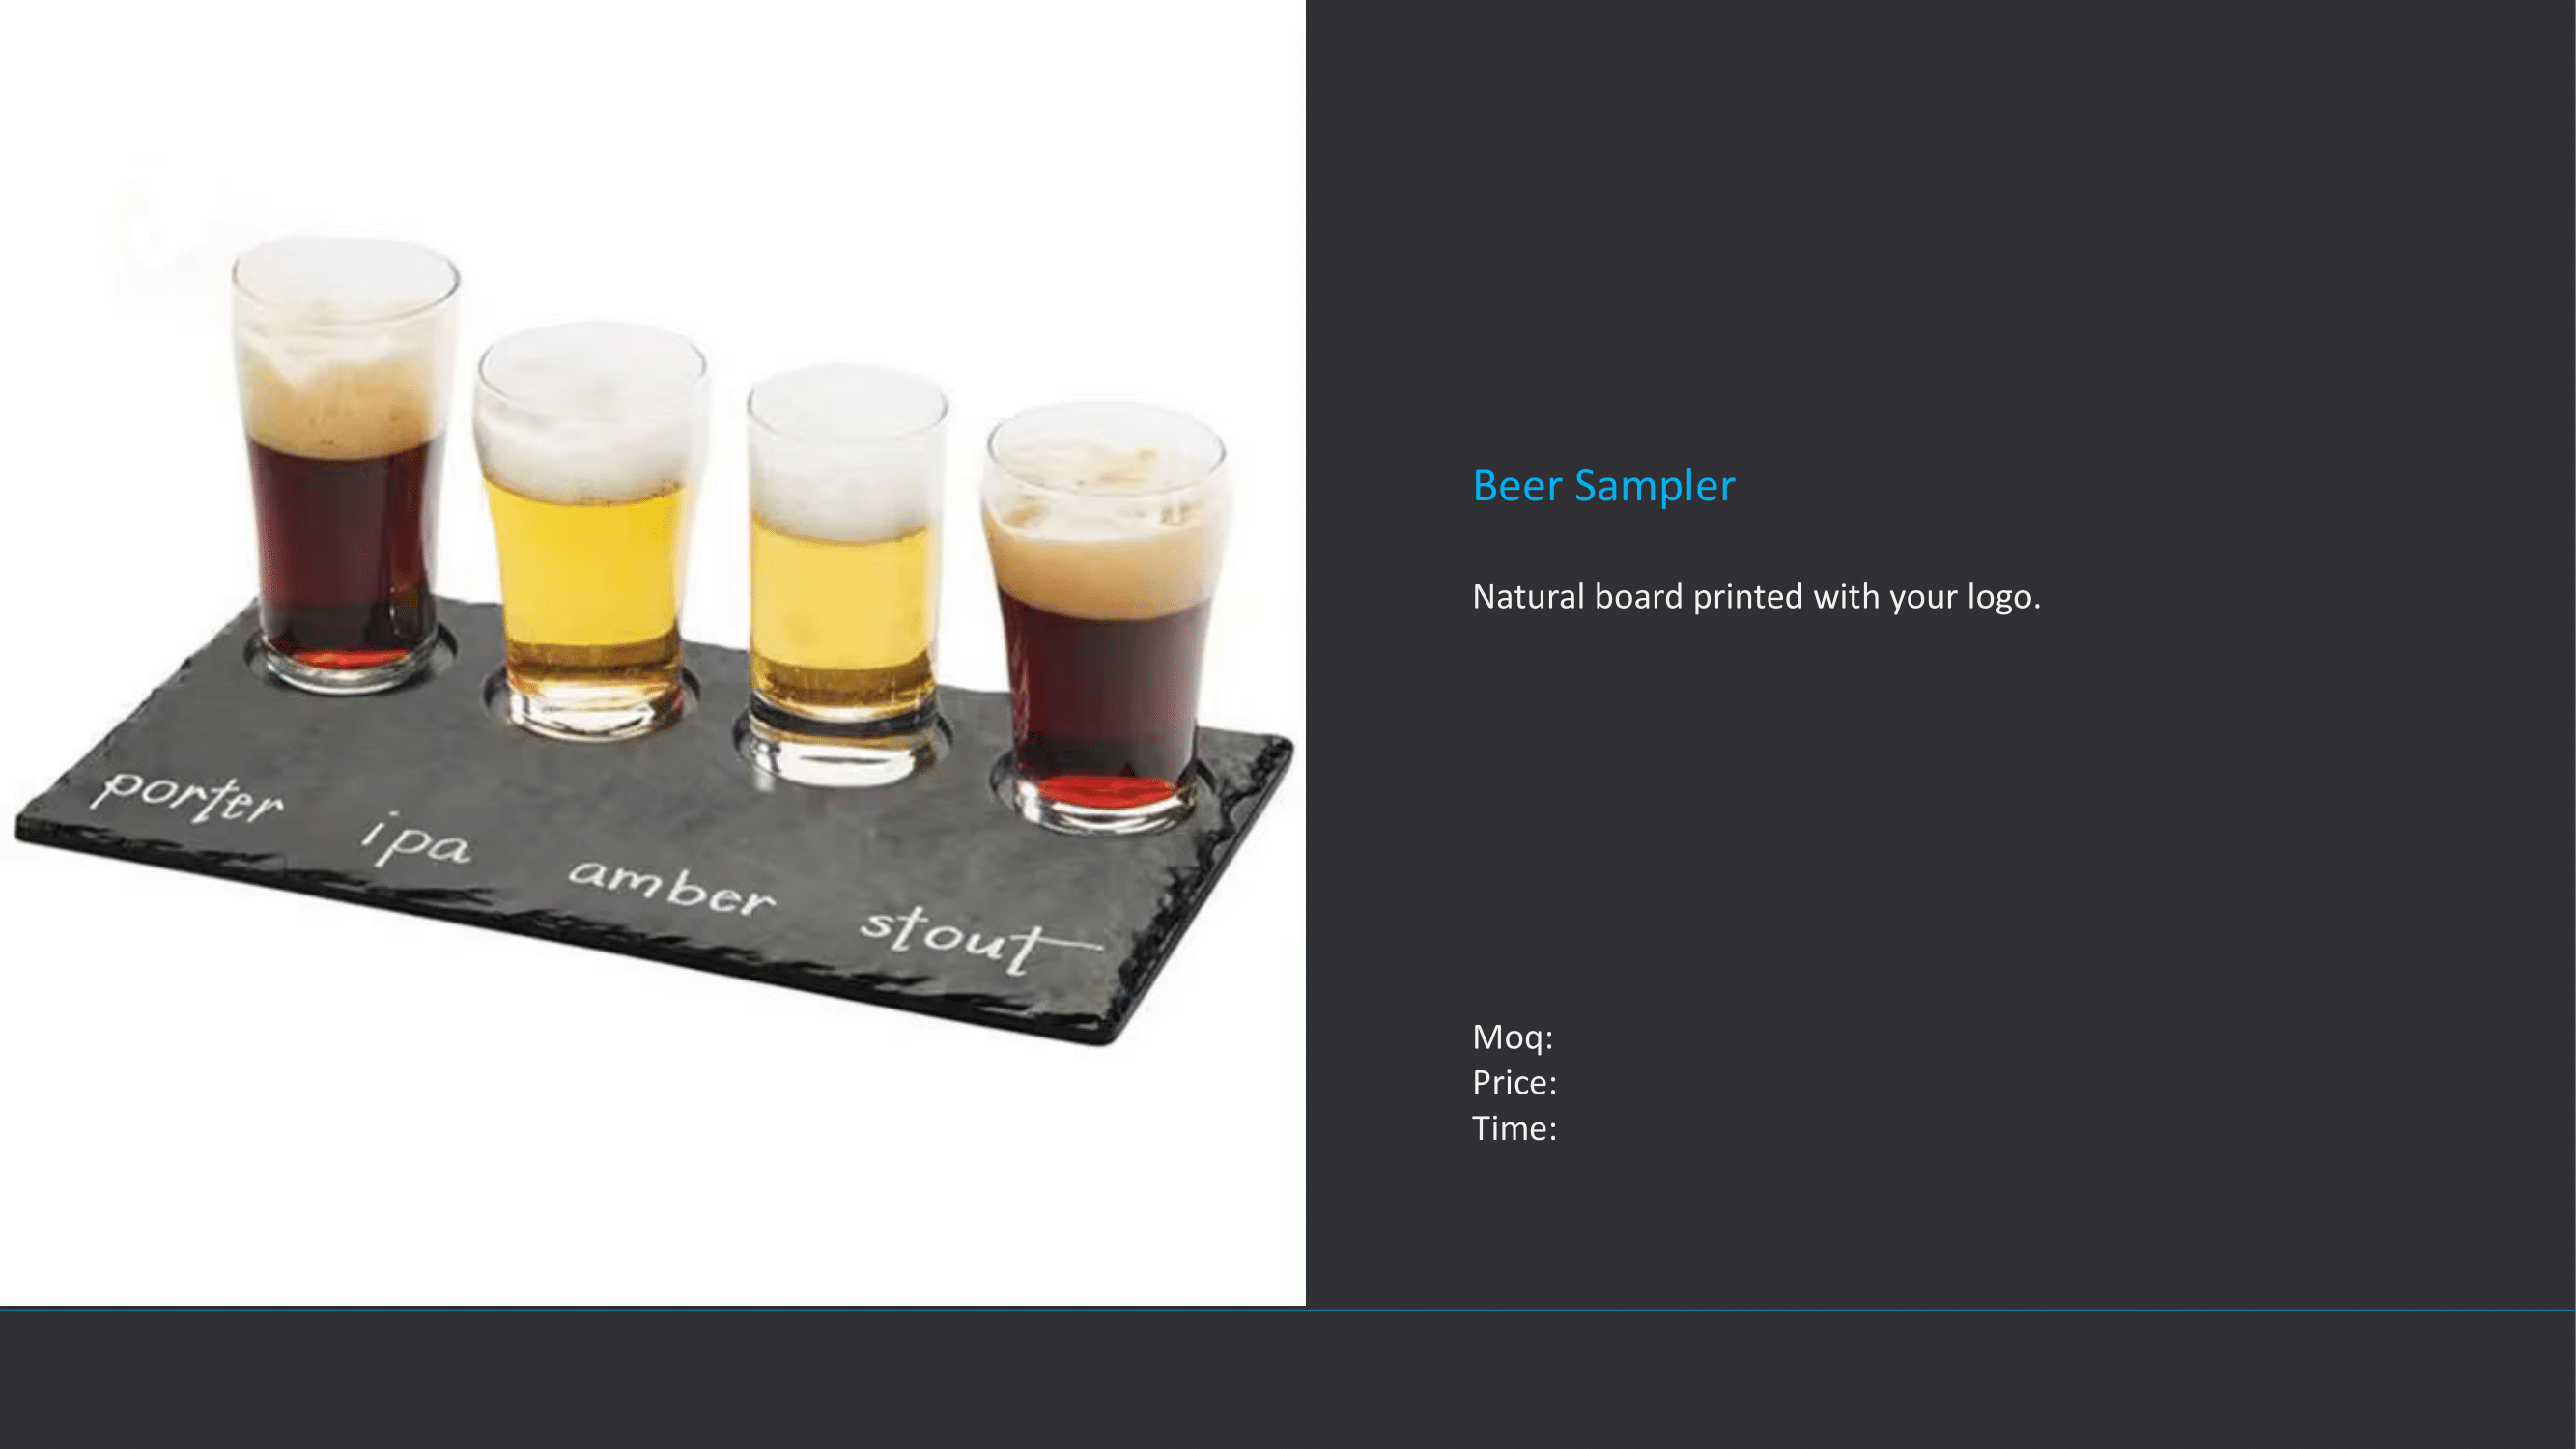 porter
ipa
amber
stout
Beer Sampler
Natural board printed with your logo.
Moq:
Price:
Time: